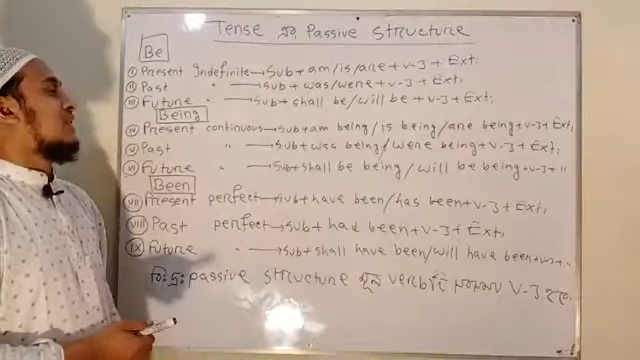 Tense এর Passive Structure
Be
(i) Present Indefinite → Sub + am/is/are + v-3 + Ext.
(ii) Past " → Sub + was/were + v-3 + Ext.
(iii) Future " → Sub + shall be/will be + v-3 + Ext.
Being
(iv) Present continuous → Sub + am being/is being/are being + v-3 + Ext.
(v) Past " → Sub + was being/were being + v-3 + Ext.
(vi) Future " → Sub + shall be being/will be being + v-3 + "
Been
(vii) Present perfect → Sub + have been/has been + v-3 + Ext.
(viii) Past perfect → Sub + had been + v-3 + Ext.
(ix) Future " → Sub + shall have been/will have been + v-3 + "
বি: দ্র: passive structure মূল verb টি V-3 হবে